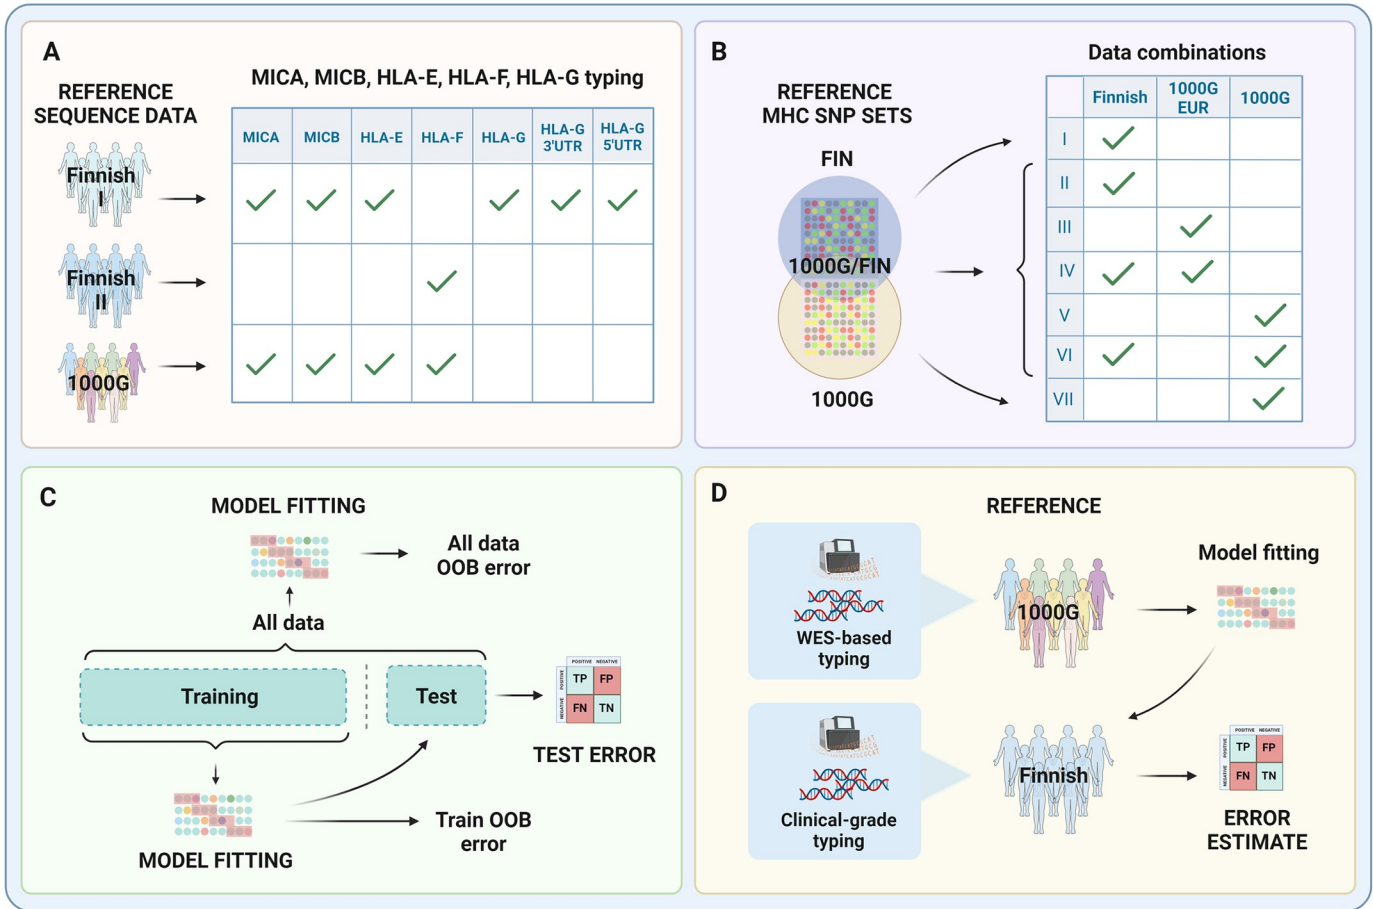 A
REFERENCE
SEQUENCE DATA
MICA, MICB, HLA-E, HLA-F, HLA-G typing
MICA
MICB
HLA-E
HLA-F
HLA-G
HLA-G
3'UTR
HLA-G
5'UTR
Finnish
I
Finnish
II
1000G
B
REFERENCE
MHC SNP SETS
FIN
1000G/FIN
1000G
Data combinations
Finnish
1000G
EUR
1000G
I
II
III
IV
V
VI
VII
C
MODEL FITTING
All data
OOB error
All data
Training
Test
POSITIVE NEGATIVE
POSITIVE
NEGATIVE
TP FP
FN TN
TEST ERROR
Train OOB
error
MODEL FITTING
D
REFERENCE
WES-based
typing
1000G
Model fitting
Clinical-grade
typing
Finnish
POSITIVE NEGATIVE
POSITIVE
NEGATIVE
TP FP
FN TN
ERROR
ESTIMATE